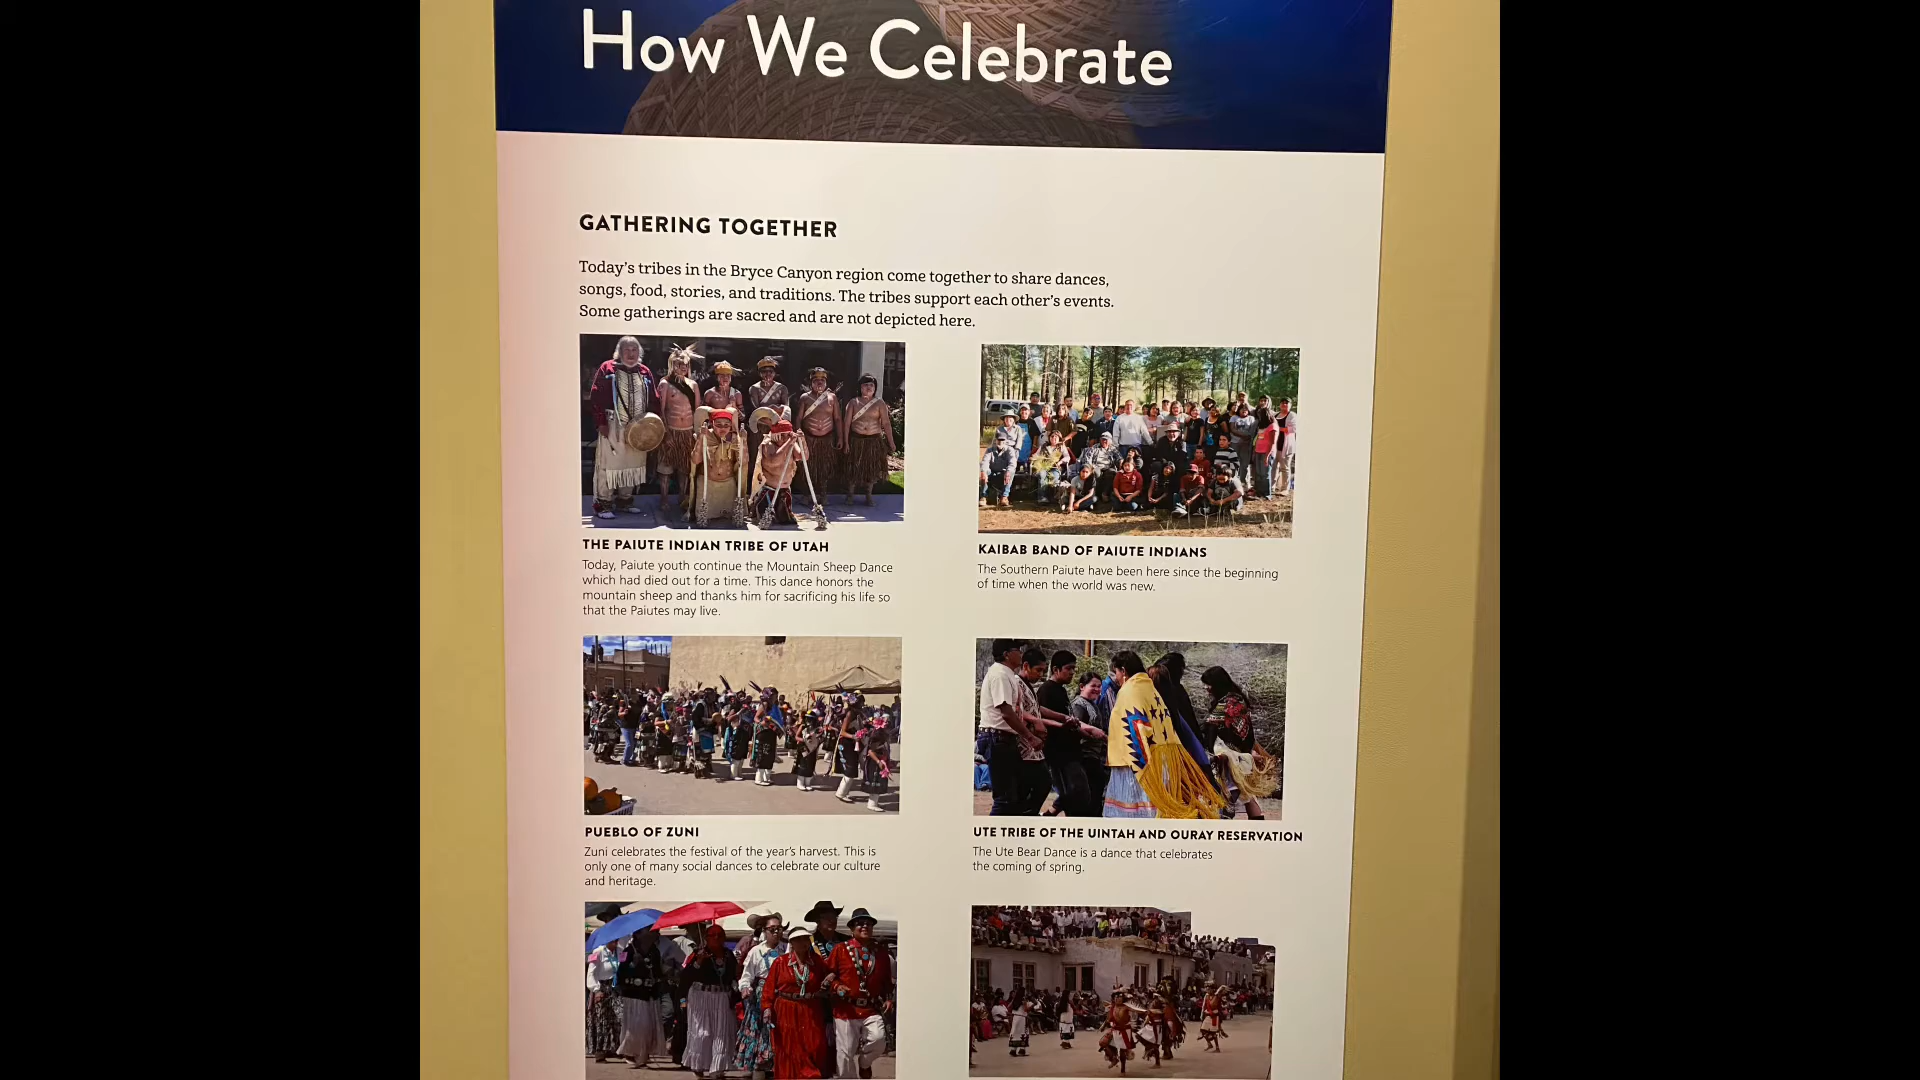 How We Celebrate
GATHERING TOGETHER
Today's tribes in the Bryce Canyon region come together to share dances,
songs, food, stories, and traditions. The tribes support each other's events.
Some gatherings are sacred and are not depicted here.
THE PAIUTE INDIAN TRIBE OF UTAH
Today, Paiute youth continue the Mountain Sheep Dance
which had died out for a time. This dance honors the
mountain sheep and thanks him for sacrificing his life so
that the Paiutes may live.
KAIBAB BAND OF PAIUTE INDIANS
The Southern Paiute have been here since the beginning
of time when the world was new.
PUEBLO OF ZUNI
Zuni celebrates the festival of the year's harvest. This is
only one of many social dances to celebrate our culture
and heritage.
UTE TRIBE OF THE UINTAH AND OURAY RESERVATION
The Ute Bear Dance is a dance that celebrates
the coming of spring.